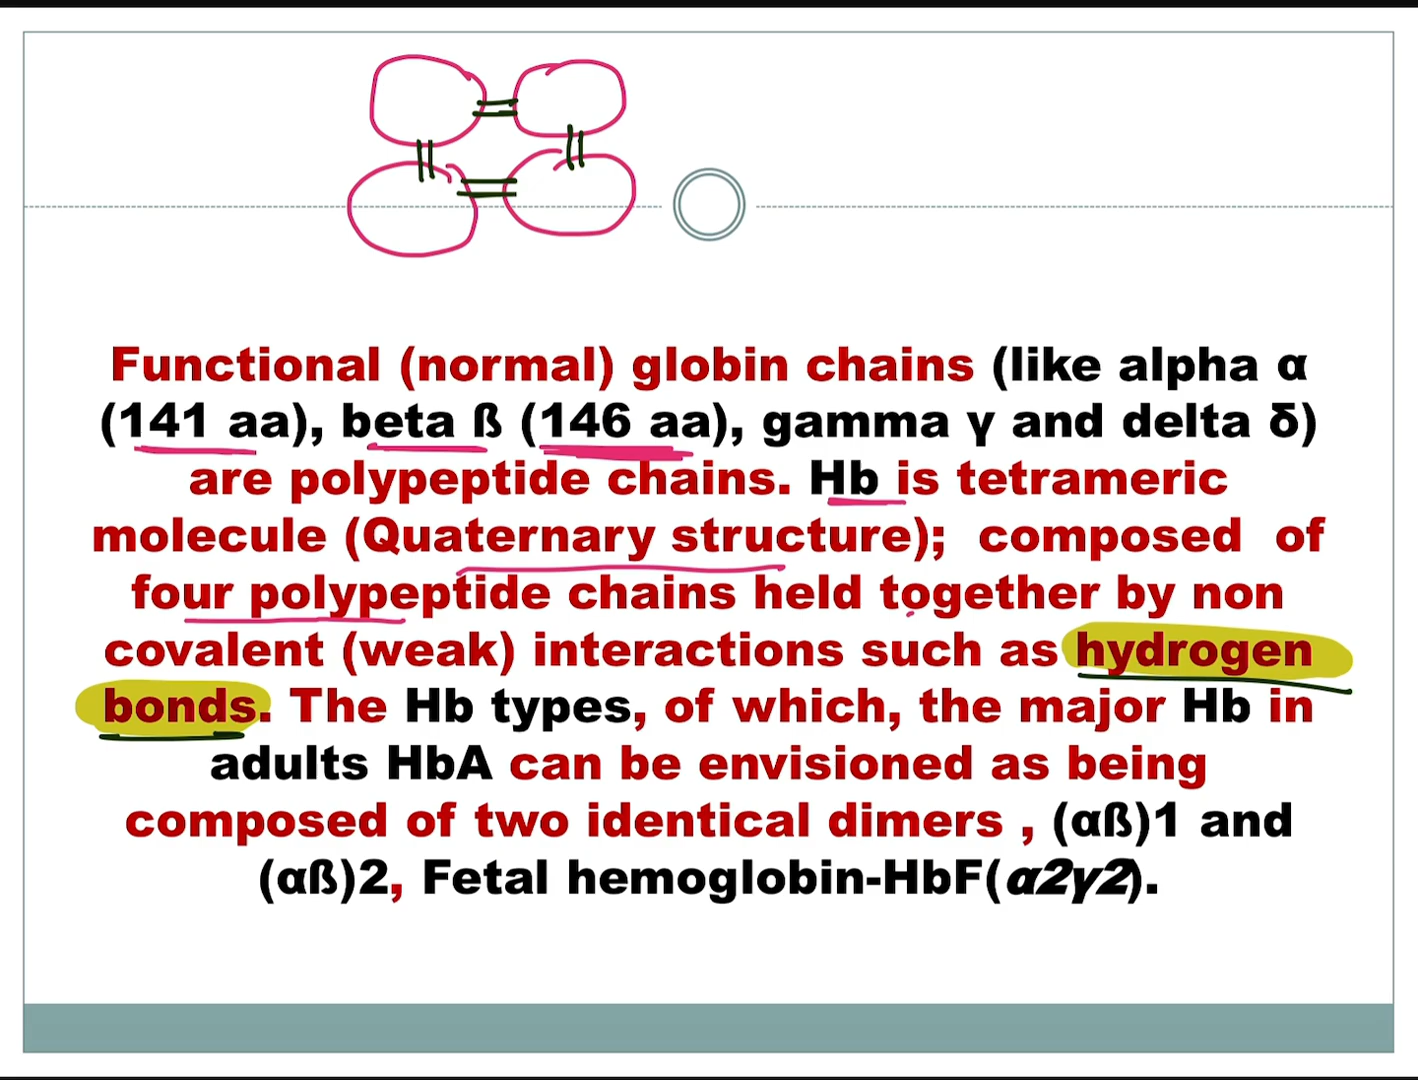 Functional (normal) globin chains (like alpha α
(141 aa), beta ß (146 aa), gamma γ and delta δ)
are polypeptide chains. Hb is tetrameric
molecule (Quaternary structure); composed of
four polypeptide chains held together by non
covalent (weak) interactions such as hydrogen
bonds. The Hb types, of which, the major Hb in
adults HbA can be envisioned as being
composed of two identical dimers , (αß)1 and
(αß)2, Fetal hemoglobin-HbF(α2γ2).